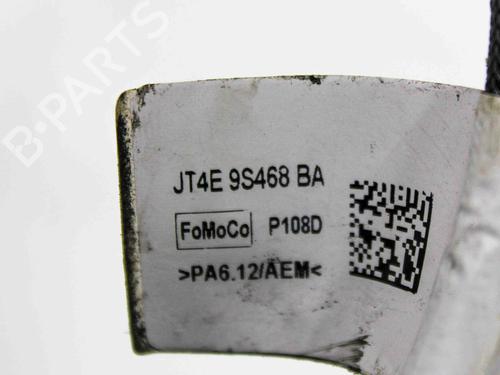 B-PARTS
JT4E 9S468 BA
FoMoCo P108D
>PA6.12/AEM<